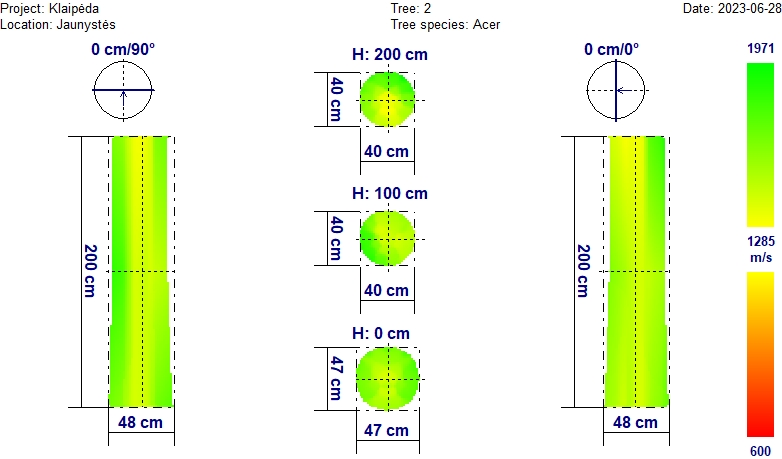 Project: Klaipėda
Tree: 2
Date: 2023-06-28
Location: Jaunystės
Tree species: Acer
0 cm/90°
H: 200 cm
0 cm/0°
1971
40 cm
40 cm
H: 100 cm
40 cm
40 cm
200 cm
200 cm
1285
m/s
H: 0 cm
47 cm
47 cm
48 cm
48 cm
600